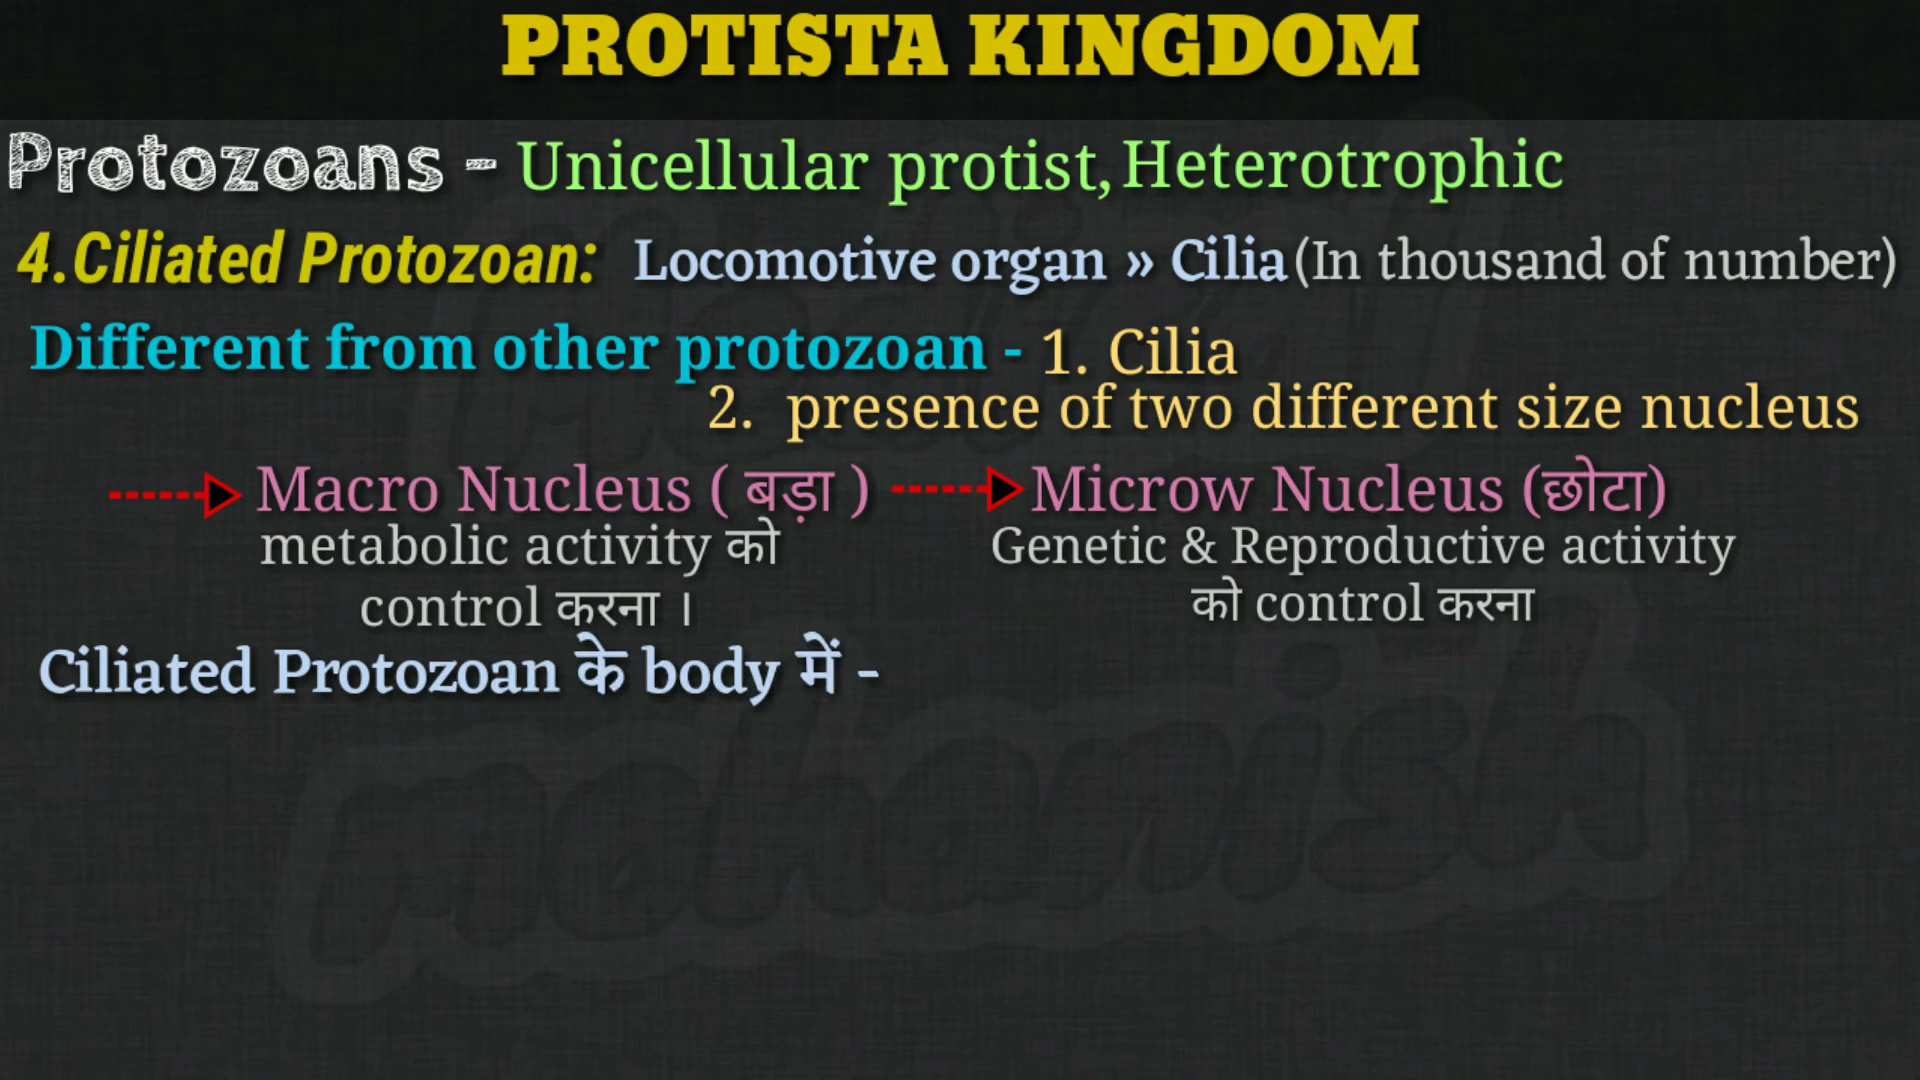 PROTISTA KINGDOM
Protozoans - Unicellular protist, Heterotrophic
4.Ciliated Protozoan: Locomotive organ » Cilia (In thousand of number)
Different from other protozoan - 1. Cilia
2. presence of two different size nucleus
Macro Nucleus ( बड़ा ) Microw Nucleus (छोटा)
metabolic activity को Genetic & Reproductive activity
control करना । को control करना
Ciliated Protozoan के body में -